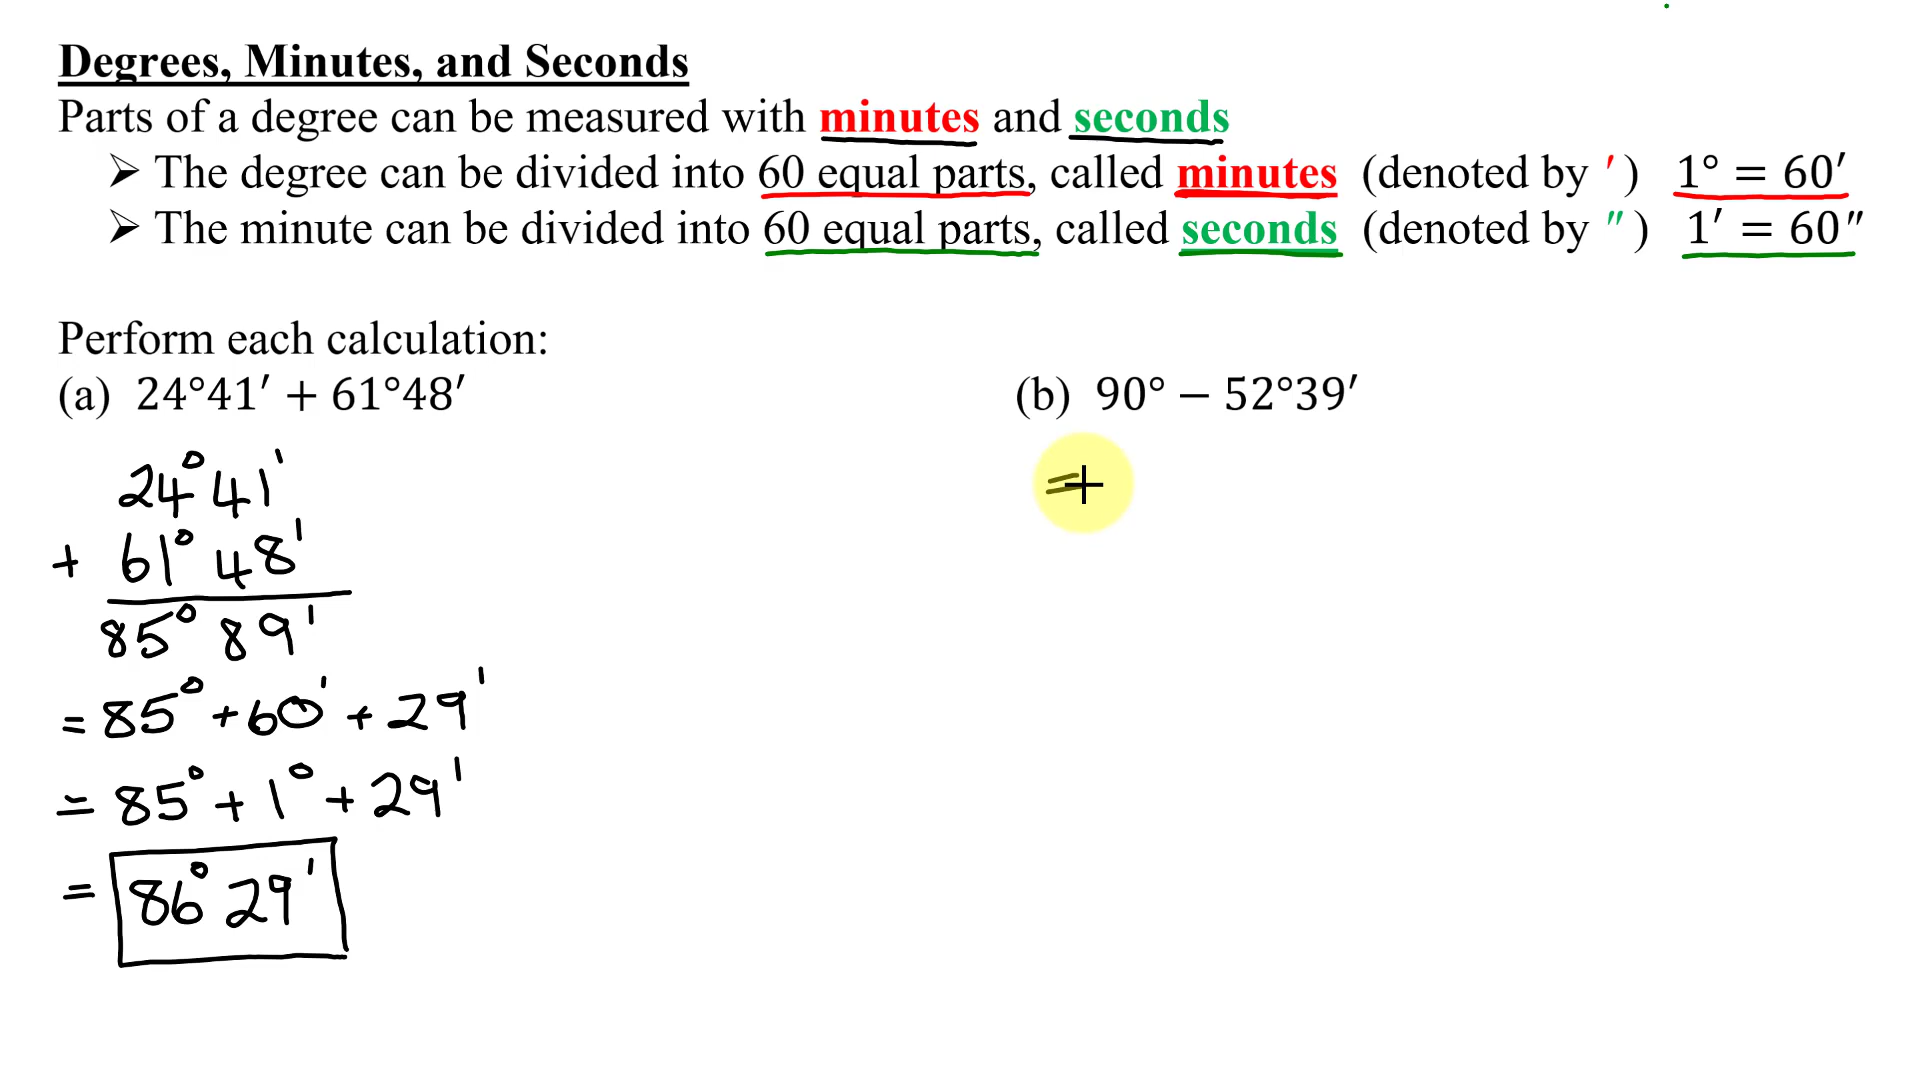 Degrees, Minutes, and Seconds
Parts of a degree can be measured with minutes and seconds
➢ The degree can be divided into 60 equal parts, called minutes (denoted by ′ ) 1° = 60′
➢ The minute can be divided into 60 equal parts, called seconds (denoted by ″ ) 1′ = 60″
Perform each calculation:
(a) 24°41′ + 61°48′
24° 41'
+ 61° 48'
85° 89'
= 85° + 60' + 29'
= 85° + 1° + 29'
= 86° 29'
(b) 90° − 52°39′
=